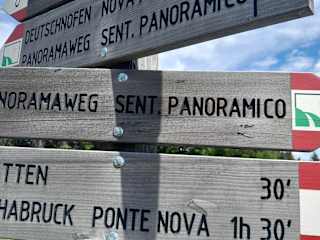 DEUTSCHNOFEN NOVA
PANORAMAWEG SENT. PANORAMICO
NORAMAWEG SENT. PANORAMICO
TTEN 30'
HABRUCK PONTE NOVA 1h 30'